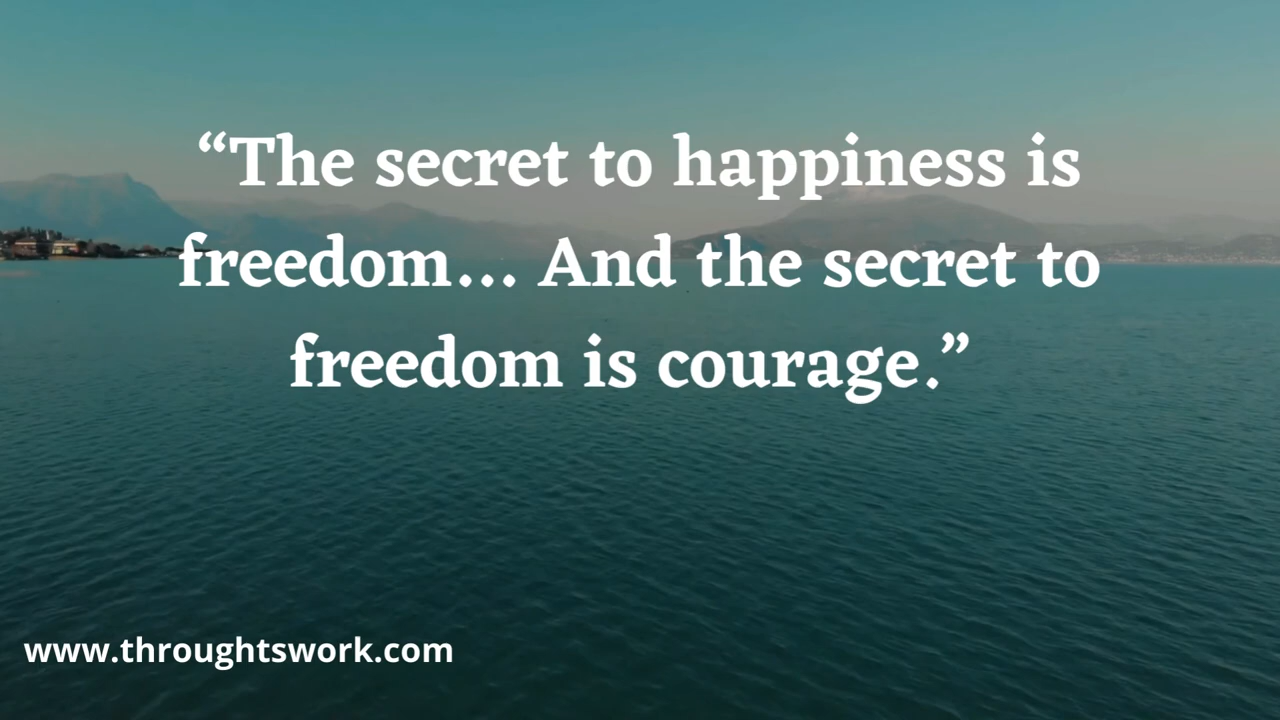 “The secret to happiness is
freedom... And the secret to
freedom is courage.”
www.throughtswork.com